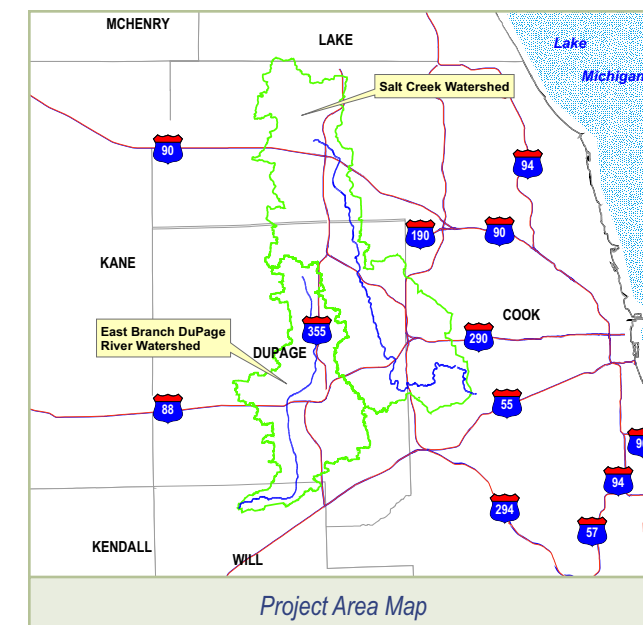 MCHENRY
LAKE
Lake
Michigan
Salt Creek Watershed
90
94
190
90
KANE
COOK
East Branch DuPage
River Watershed
355
DUPAGE
290
88
55
94
294
57
KENDALL
WILL
Project Area Map